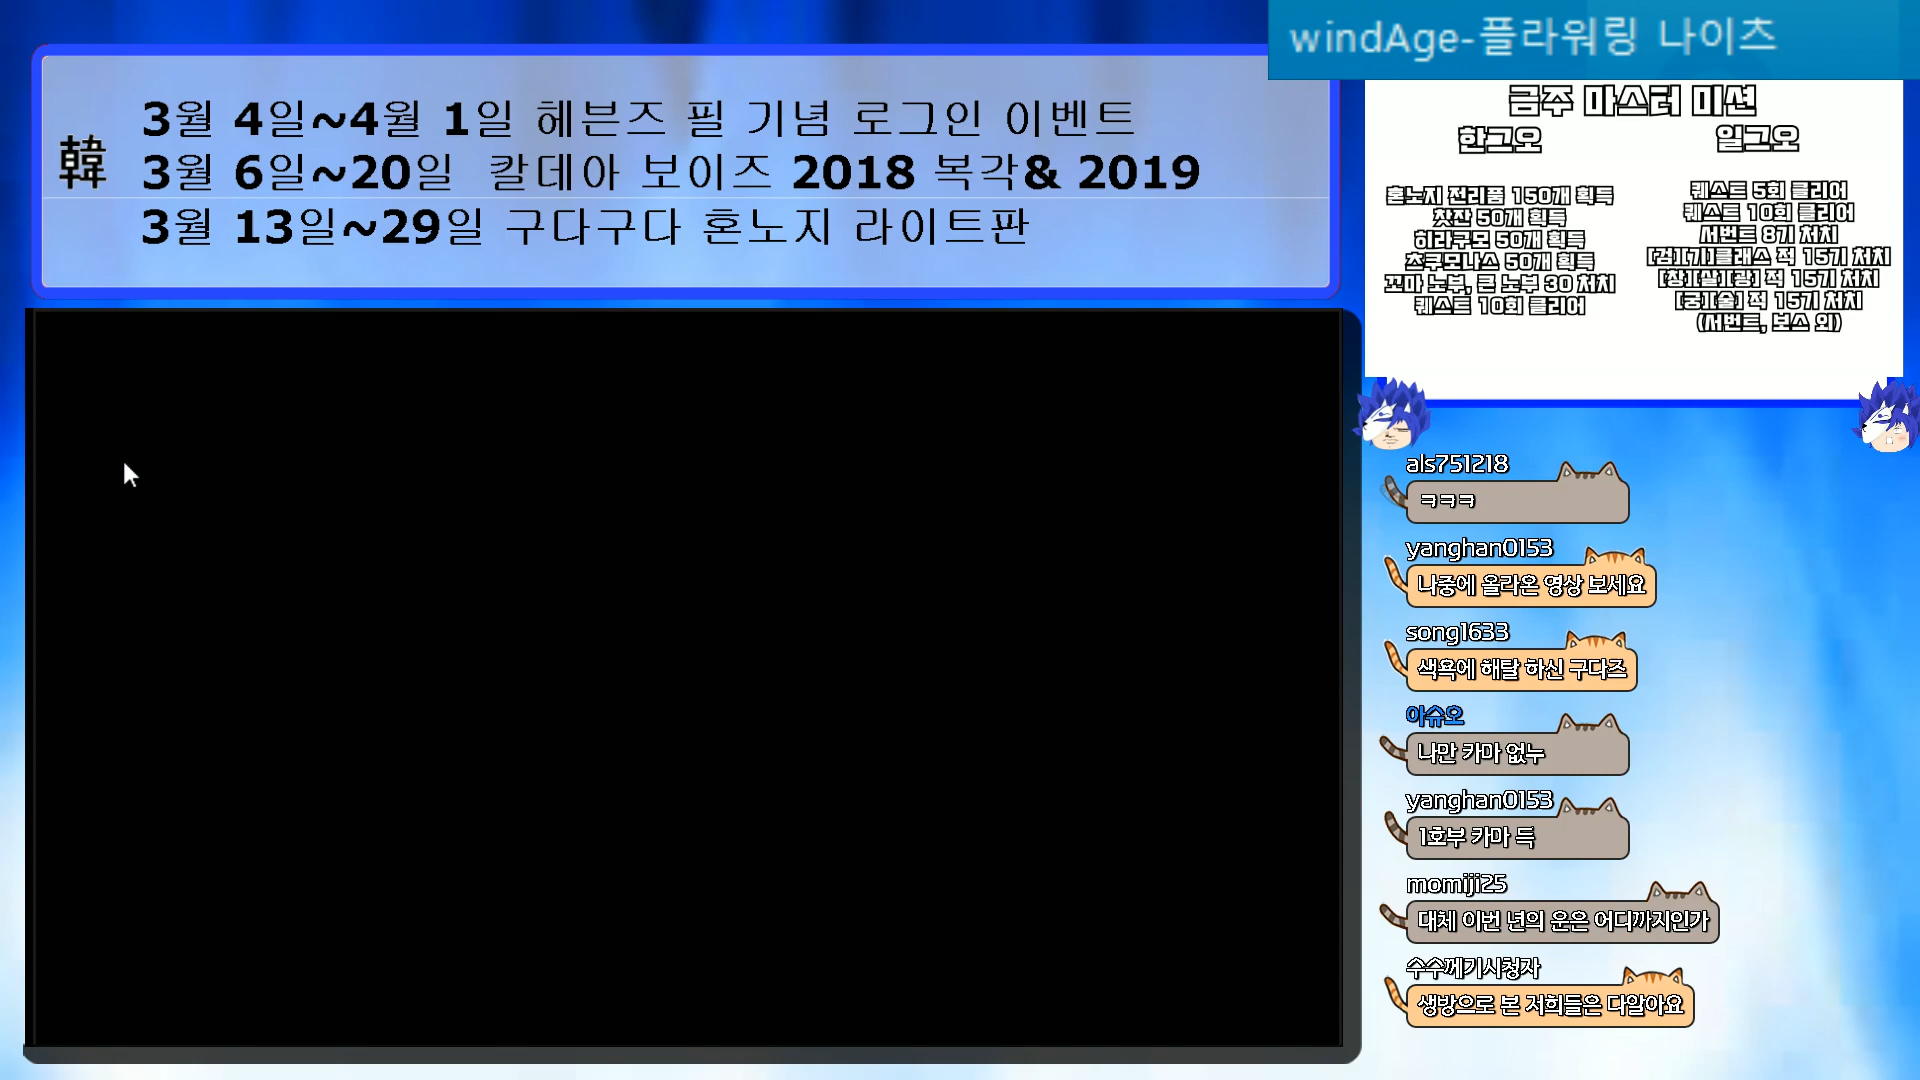 windAge-플라워링 나이츠
韓
3월 4일~4월 1일 헤븐즈 필 기념 로그인 이벤트
3월 6일~20일 칼데아 보이즈 2018 복각& 2019
3월 13일~29일 구다구다 혼노지 라이트판
금주 마스터 미션
한그오
혼노지 전리품 150개 획득
찻잔 50개 획득
히라구모 50개 획득
츠쿠모나스 50개 획득
꼬마 노부, 큰 노부 30 처치
퀘스트 10회 클리어
일그오
퀘스트 5회 클리어
퀘스트 10회 클리어
서번트 8기 처치
[검][기]클래스 적 15기 처치
[창][살][광] 적 15기 처치
[궁][술] 적 15기 처치
(서번트, 보스 외)
als751218
ㅋㅋㅋ
yanghan0153
나중에 올라온 영상 보세요
song1633
색욕에 해탈 하신 구다즈
아슈오
나만 카마 없누
yanghan0153
1호부 카마 득
momiji25
대체 이번 년의 운은 어디까지인가
수수께기시청자
생방으로 본 저희들은 다알아요